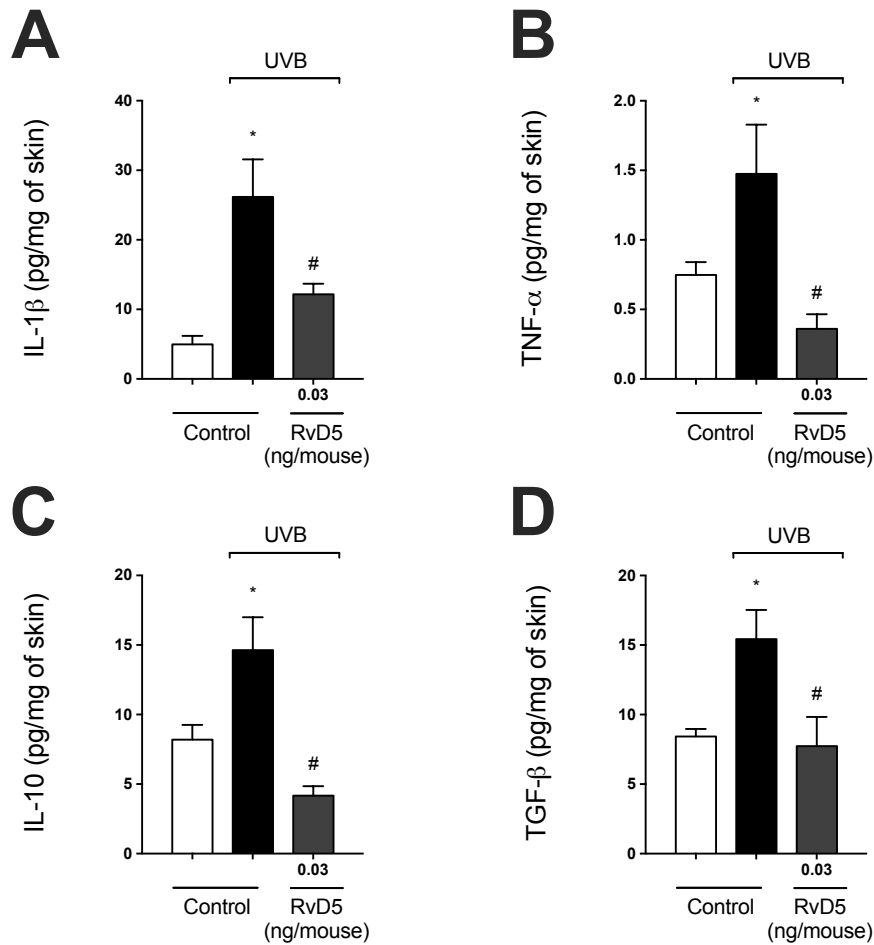 A
UVB
IL-1β (pg/mg of skin)
40
30
20
10
0
*
#
0.03
Control
RvD5
(ng/mouse)
B
UVB
TNF-α (pg/mg of skin)
2.0
1.5
1.0
0.5
0.0
*
#
0.03
Control
RvD5
(ng/mouse)
C
UVB
IL-10 (pg/mg of skin)
20
15
10
5
0
*
#
0.03
Control
RvD5
(ng/mouse)
D
UVB
TGF-β (pg/mg of skin)
20
15
10
5
0
*
#
0.03
Control
RvD5
(ng/mouse)